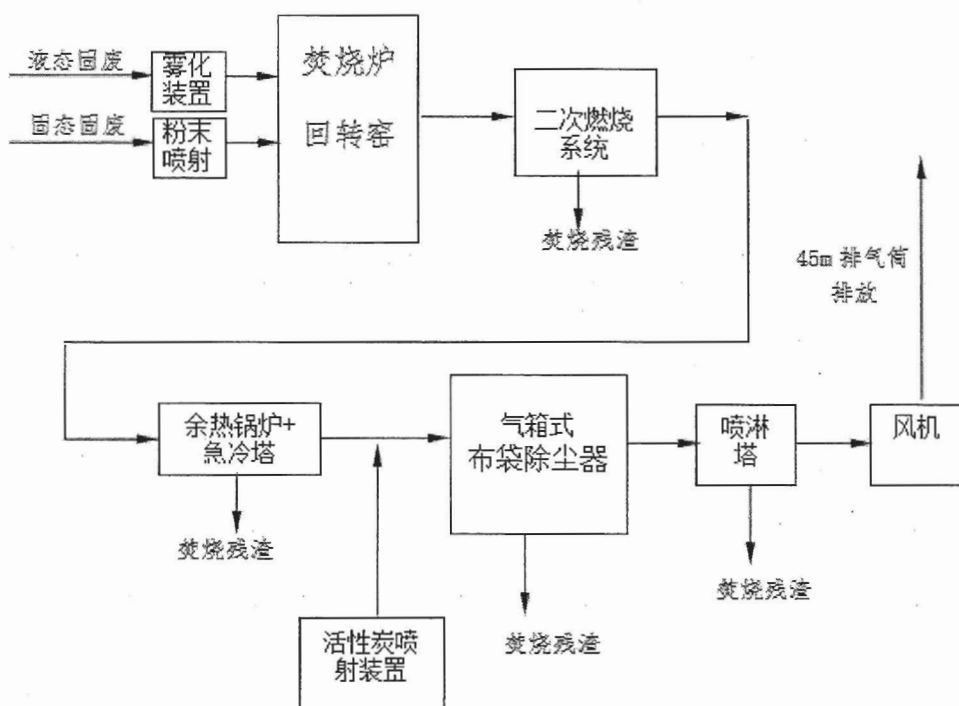 液态固废
雾化
装置
固态固废
粉末
喷射
焚烧炉
回转窑
二次燃烧
系统
焚烧残渣
45m 排气筒
排放
余热锅炉+
急冷塔
焚烧残渣
活性炭喷
射装置
气箱式
布袋除尘器
焚烧残渣
喷淋
塔
焚烧残渣
风机